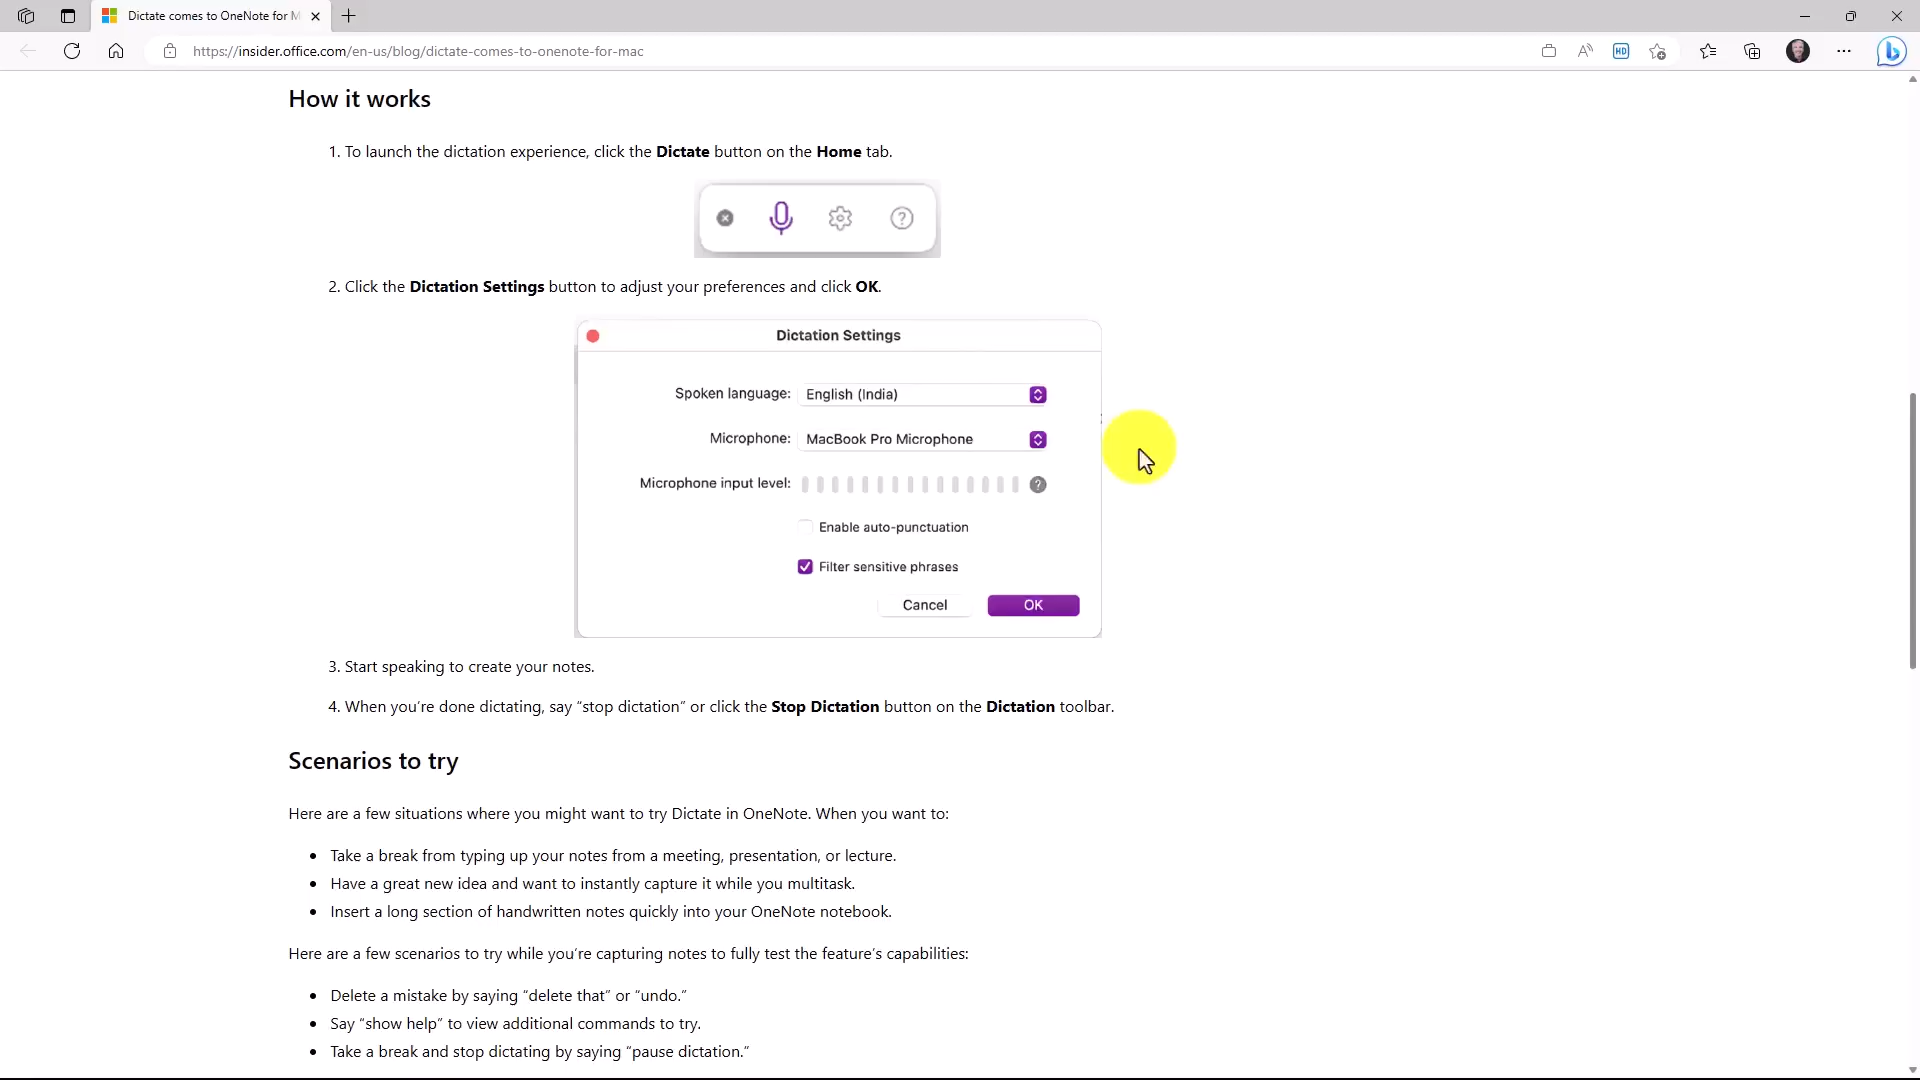 Dictate comes to OneNote for M
https://insider.office.com/en-us/blog/dictate-comes-to-onenote-for-mac
HD
How it works
1. To launch the dictation experience, click the Dictate button on the Home tab.
2. Click the Dictation Settings button to adjust your preferences and click OK.
Dictation Settings
Spoken language: English (India)
Microphone: MacBook Pro Microphone
Microphone input level: ?
Enable auto-punctuation
Filter sensitive phrases
Cancel OK
3. Start speaking to create your notes.
4. When you’re done dictating, say “stop dictation” or click the Stop Dictation button on the Dictation toolbar.
Scenarios to try
Here are a few situations where you might want to try Dictate in OneNote. When you want to:
• Take a break from typing up your notes from a meeting, presentation, or lecture.
• Have a great new idea and want to instantly capture it while you multitask.
• Insert a long section of handwritten notes quickly into your OneNote notebook.
Here are a few scenarios to try while you’re capturing notes to fully test the feature’s capabilities:
• Delete a mistake by saying “delete that” or “undo.”
• Say “show help” to view additional commands to try.
• Take a break and stop dictating by saying “pause dictation.”